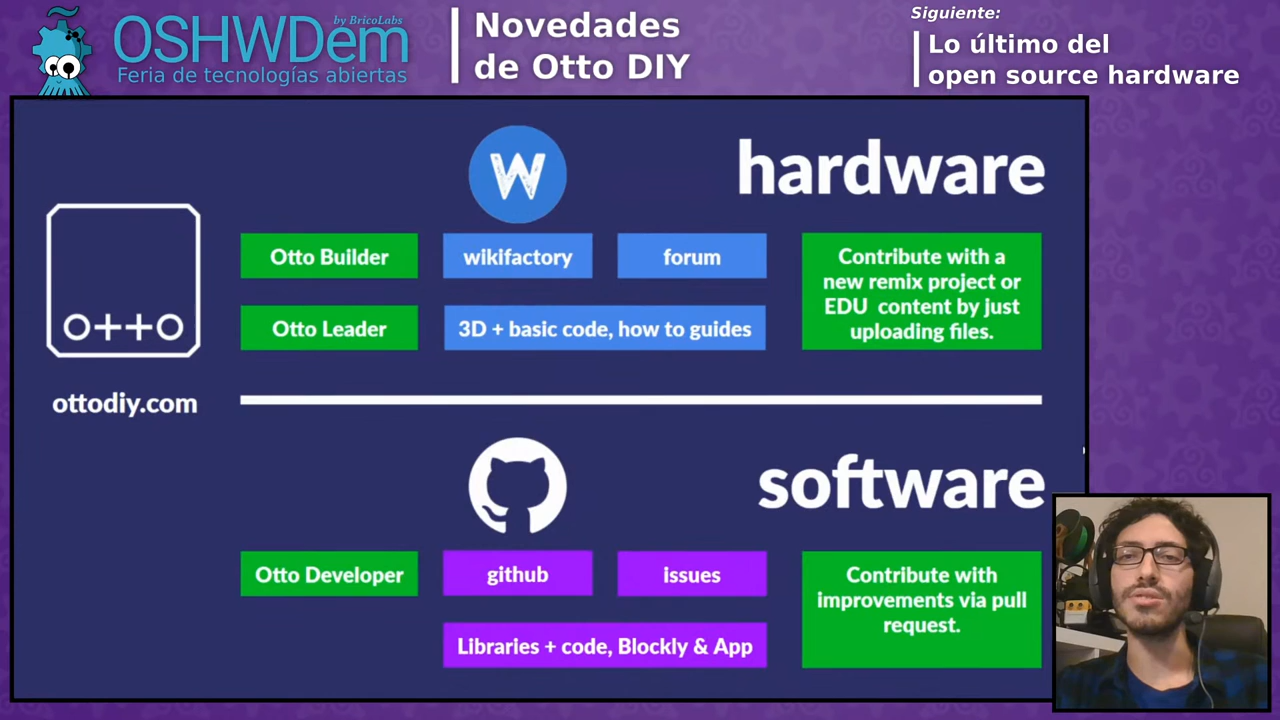 OSHWDem
by BricoLabs
Feria de tecnologías abiertas
Novedades
de Otto DIY
Siguiente:
Lo último del
open source hardware
W
hardware
Otto Builder
wikifactory
forum
Contribute with a
new remix project or
EDU content by just
uploading files.
Otto Leader
3D + basic code, how to guides
O++O
ottodiy.com
software
Otto Developer
github
issues
Contribute with
improvements via pull
request.
Libraries + code, Blockly & App